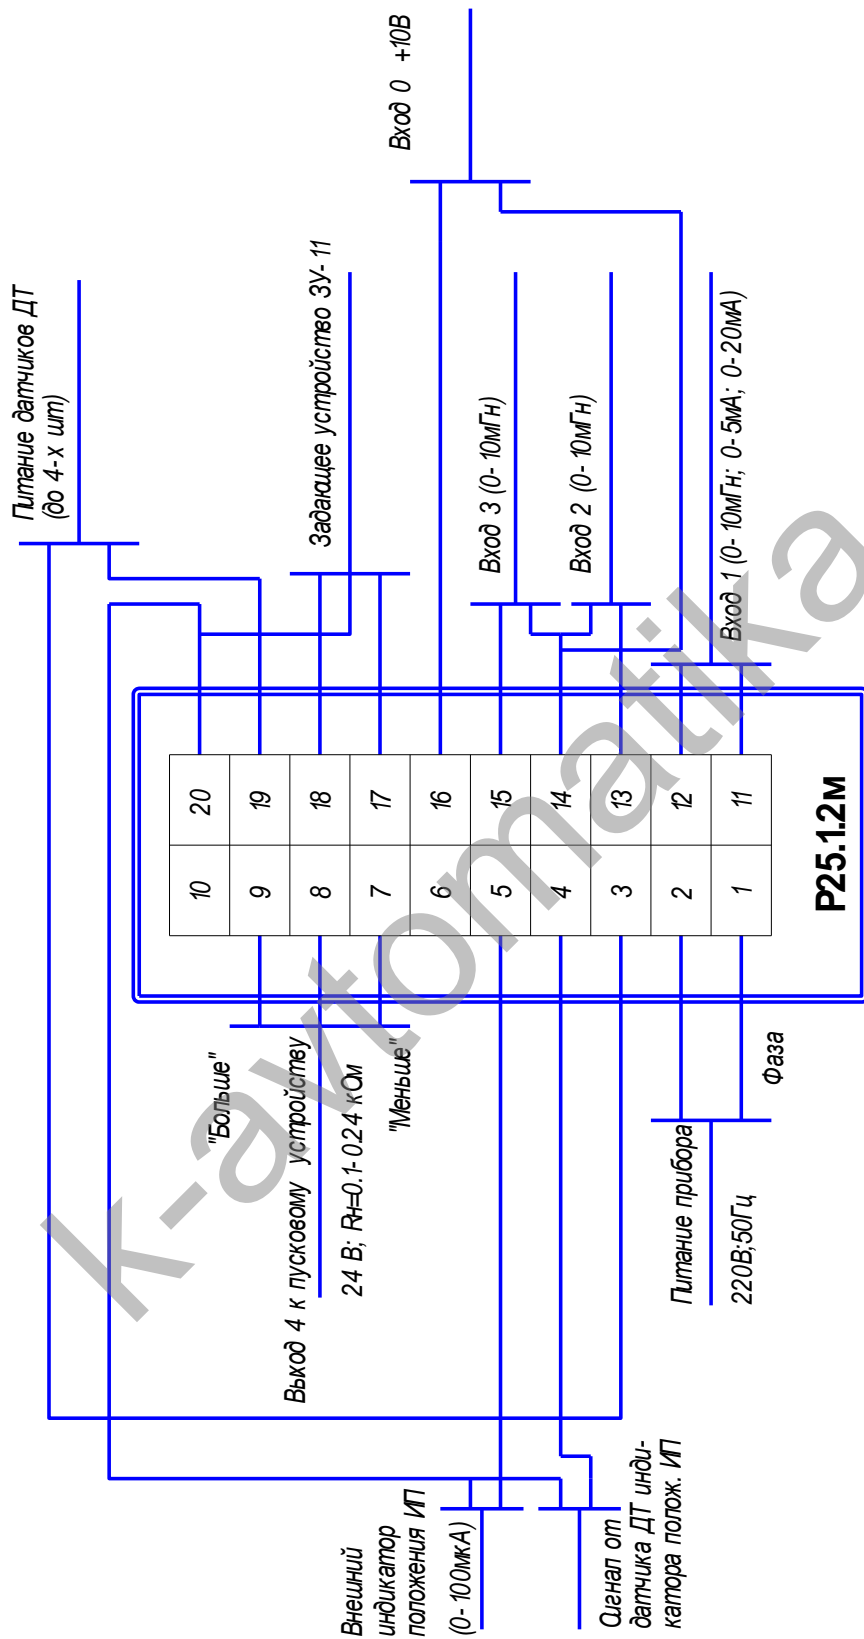 Питание датчиков ДТ
(до 4-х шт)
Задающее устройство ЗУ-11
Вход 0 +10В
Вход 3 (0-10мГн)
Вход 2 (0-10мГн)
Вход 1 (0-10мГн; 0-5мА; 0-20мА)
20
19
18
17
16
15
14
13
12
11
10
9
8
7
6
5
4
3
2
1
Р25.1.2м
"Больше"
Выход 4 к пусковому устройству
24 В; Rн=0.1-0.24 кОм
"Меньше"
Фаза
Питание прибора
220В;50Гц
Внешний
индикатор
положения ИП
(0-100мкА)
Сигнал от
датчика ДТ инди-
катора полож. ИП
k-avtomatika